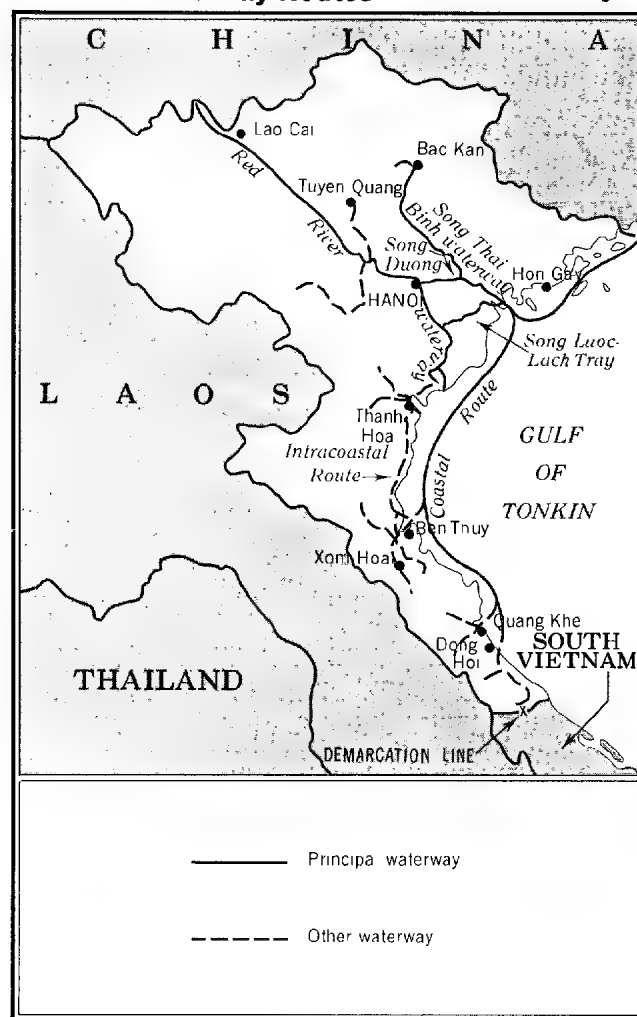 C H I N A
Lao Cai
Bac Kan
Red
River
Tuyen Quang
Song Thai
Binh waterway
Song
Duong
Hon Gay
HANOI
waterway
Song Luoc-
Lach Tray
L A O S
Thanh
Hoa
Intracoastal
Route
Coastal
Route
GULF
OF
TONKIN
Ben Thuy
Xom Hoai
Quang Khe
Dong
Hoi
SOUTH
VIETNAM
THAILAND
X
DEMARCATION LINE
Principa waterway
Other waterway